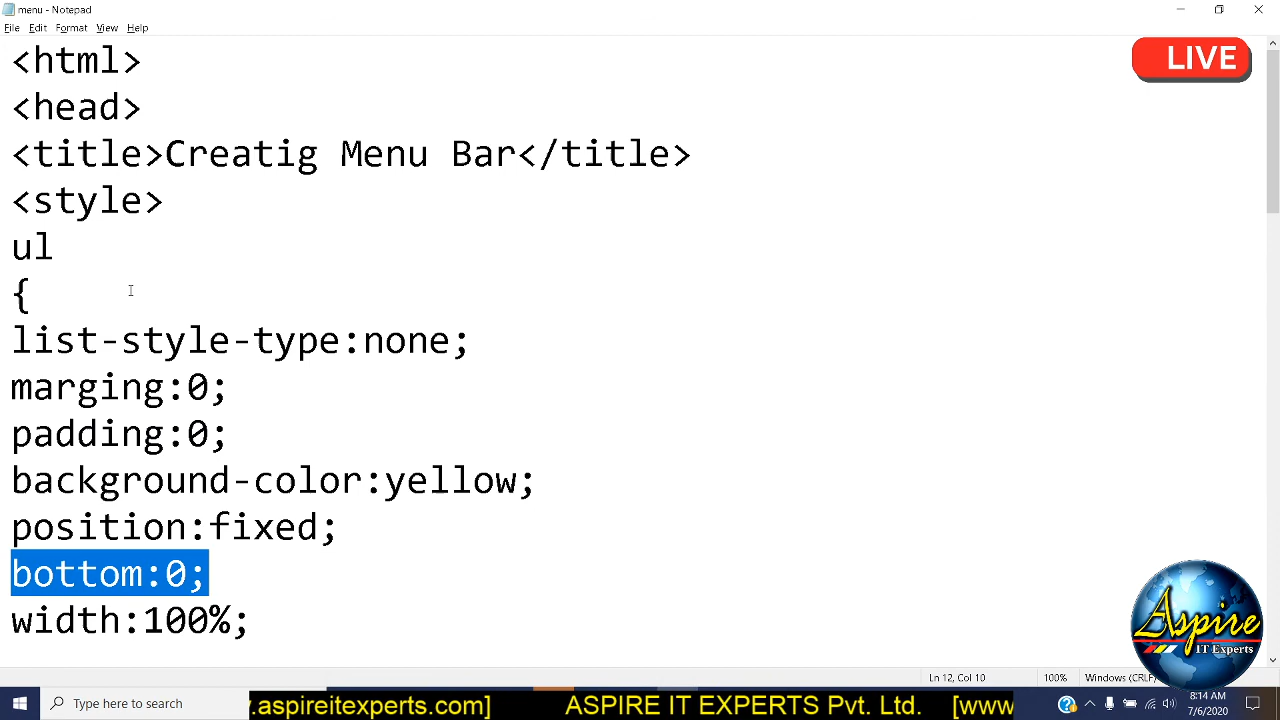 menu - Notepad
File Edit Format View Help
LIVE
<html>
<head>
<title>Creatig Menu Bar</title>
<style>
ul
{
list-style-type:none;
marging:0;
padding:0;
background-color:yellow;
position:fixed;
bottom:0;
width:100%;
Aspire
IT Experts
Ln 12, Col 10
100%
Windows (CRLF)
Type here to search
.aspireitexperts.com] ASPIRE IT EXPERTS Pvt. Ltd. [www
8:14 AM
7/6/2020